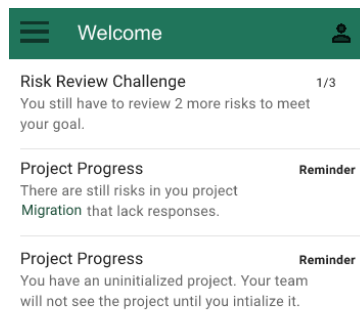 Welcome
Risk Review Challenge 1/3
You still have to review 2 more risks to meet
your goal.
Project Progress Reminder
There are still risks in you project
Migration that lack responses.
Project Progress Reminder
You have an uninitialized project. Your team
will not see the project until you intialize it.